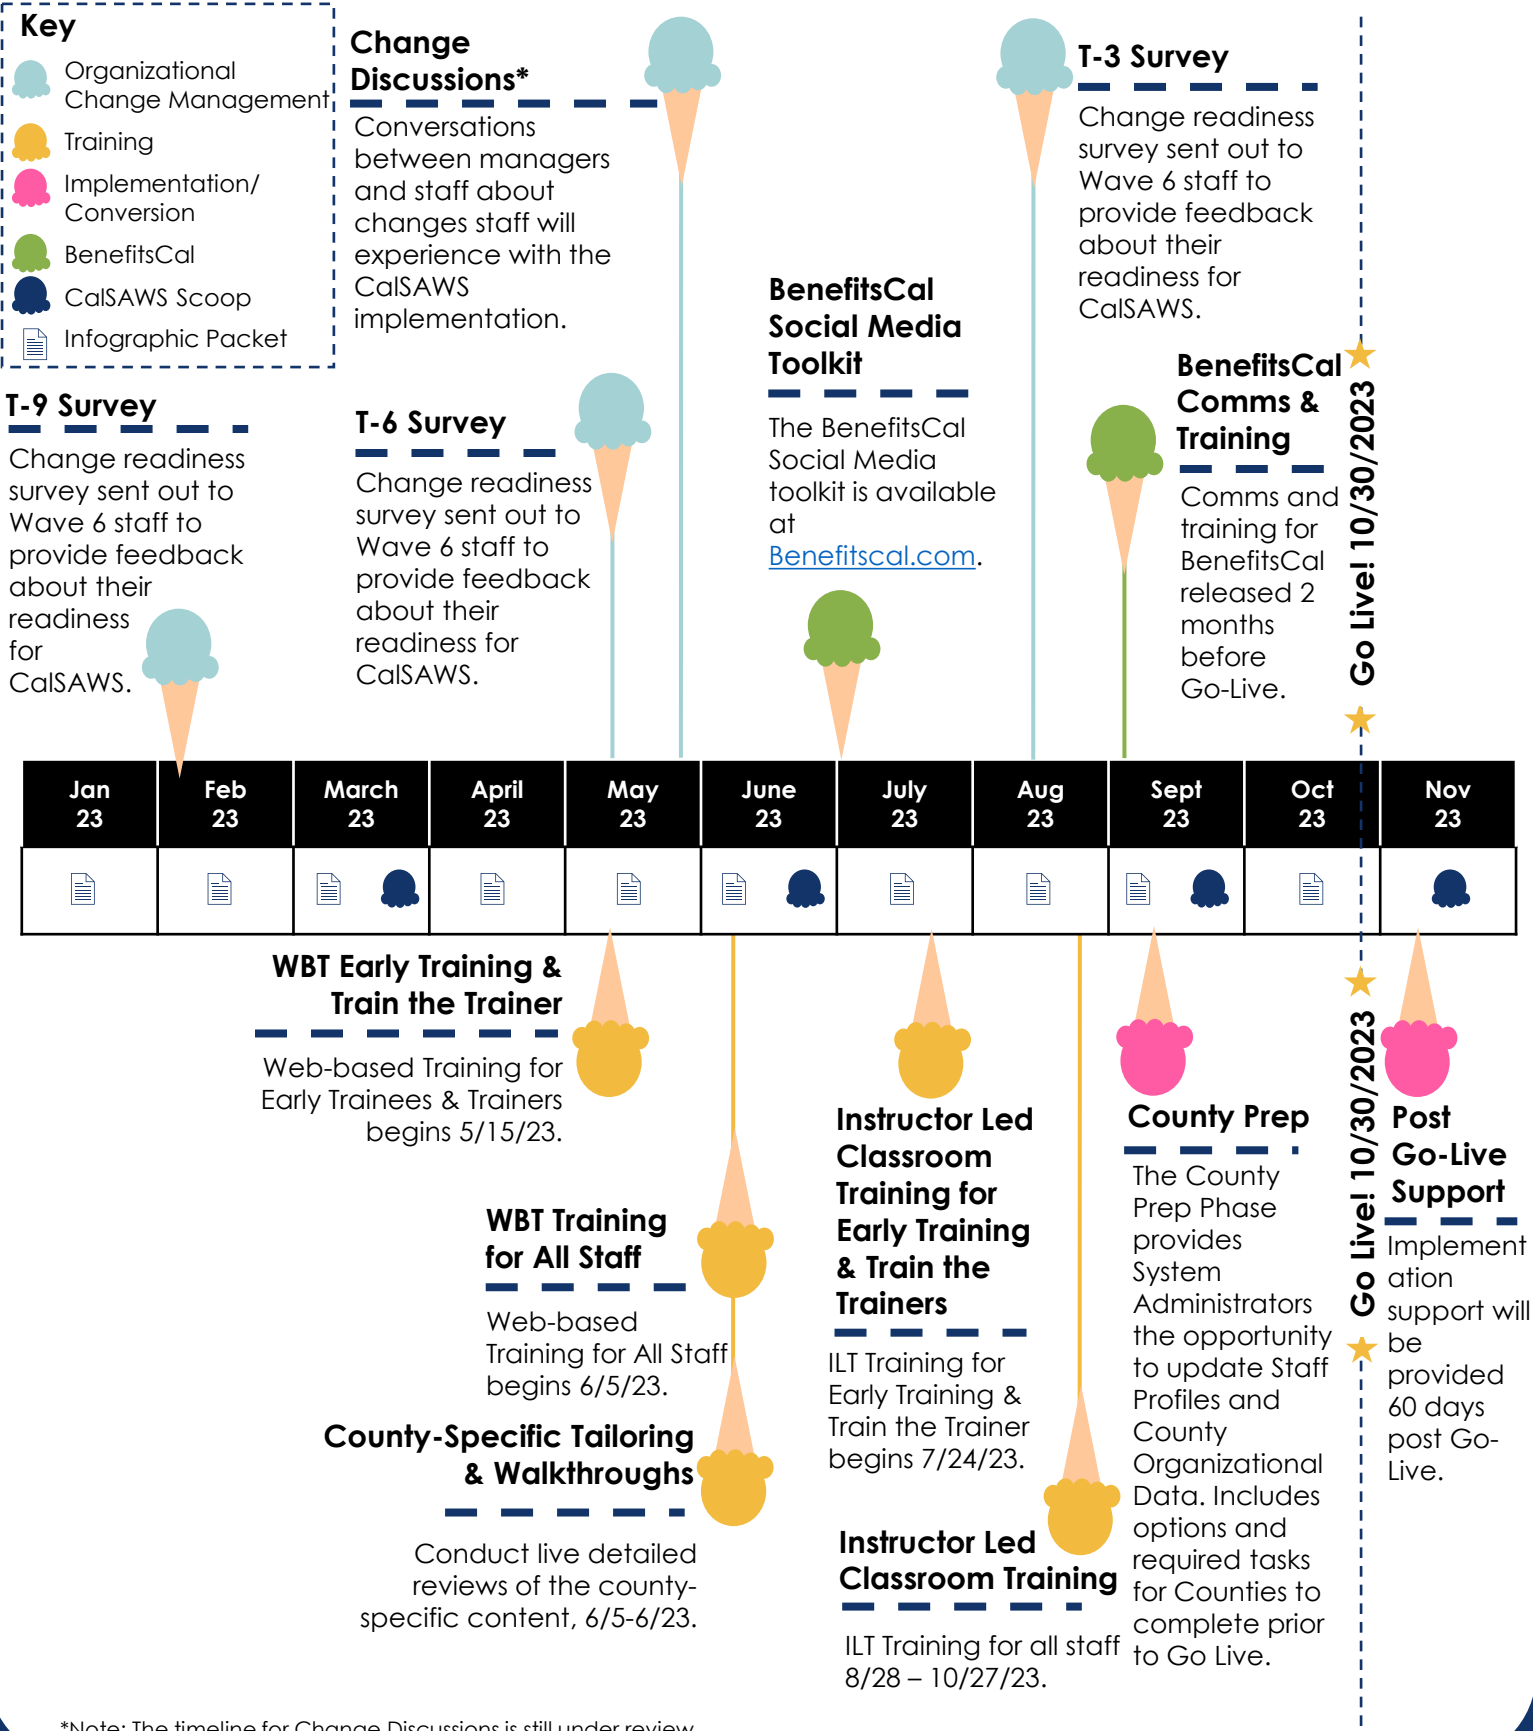 Key
Organizational
Change Management
Training
Implementation/
Conversion
BenefitsCal
CalSAWS Scoop
Infographic Packet
Change
Discussions*
Conversations
between managers
and staff about
changes staff will
experience with the
CalSAWS
implementation.
T-3 Survey
Change readiness
survey sent out to
Wave 6 staff to
provide feedback
about their
readiness for
CalSAWS.
T-9 Survey
Change readiness
survey sent out to
Wave 6 staff to
provide feedback
about their
readiness
for
CalSAWS.
T-6 Survey
Change readiness
survey sent out to
Wave 6 staff to
provide feedback
about their
readiness for
CalSAWS.
BenefitsCal
Social Media
Toolkit
The BenefitsCal
Social Media
toolkit is available
at
Benefitscal.com.
BenefitsCal
Comms &
Training
Comms and
training for
BenefitsCal
released 2
months
before
Go-Live.
Go Live! 10/30/2023
Jan
23
Feb
23
March
23
April
23
May
23
June
23
July
23
Aug
23
Sept
23
Oct
23
Nov
23
WBT Early Training &
Train the Trainer
Web-based Training for
Early Trainees & Trainers
begins 5/15/23.
WBT Training
for All Staff
Web-based
Training for All Staff
begins 6/5/23.
County-Specific Tailoring
& Walkthroughs
Conduct live detailed
reviews of the county-
specific content, 6/5-6/23.
Instructor Led
Classroom
Training for
Early Training
& Train the
Trainers
ILT Training for
Early Training &
Train the Trainer
begins 7/24/23.
Instructor Led
Classroom Training
ILT Training for all staff
8/28 – 10/27/23.
County Prep
The County
Prep Phase
provides
System
Administrators
the opportunity
to update Staff
Profiles and
County
Organizational
Data. Includes
options and
required tasks
for Counties to
complete prior
to Go Live.
Go Live! 10/30/2023
Post
Go-Live
Support
Implement
ation
support will
be
provided
60 days
post Go-
Live.
*Note: The timeline for Change Discussions is still under review